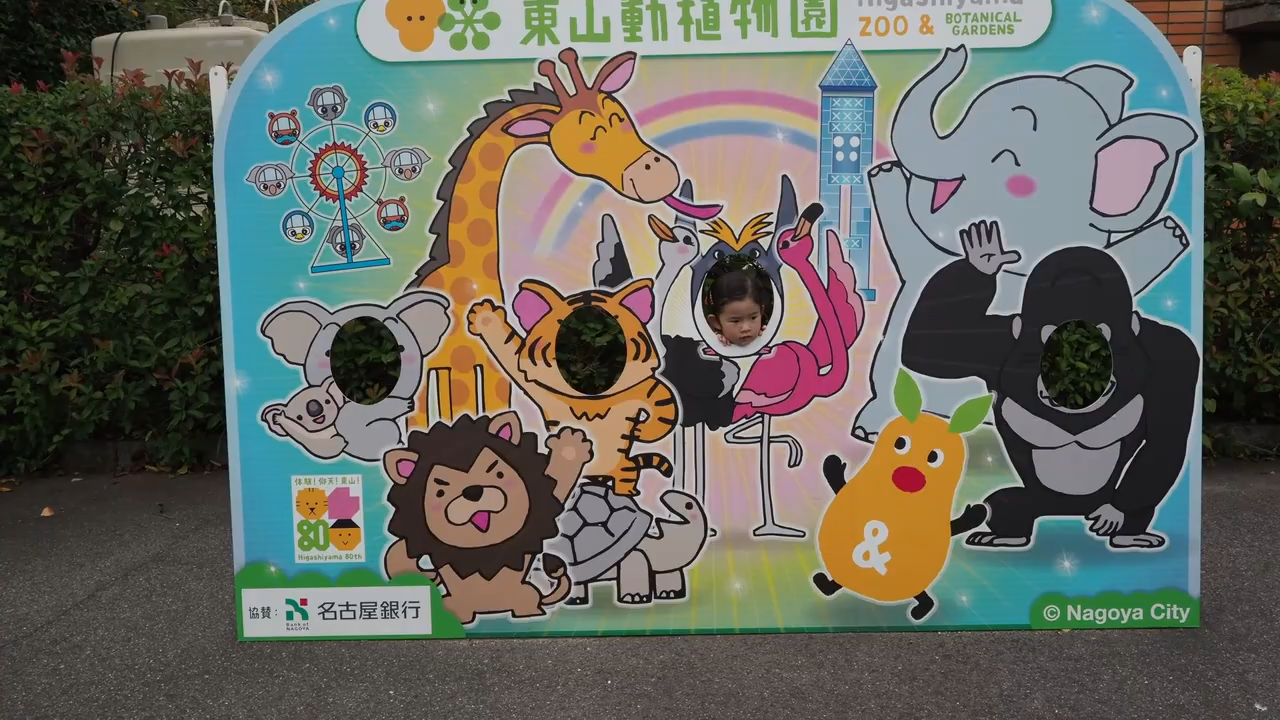 東山動植物園
Higashiyama
ZOO & BOTANICAL GARDENS
体験!仰天!東山!
80
Higashiyama 80th
&
協賛:
Bank of NAGOYA
名古屋銀行
© Nagoya City